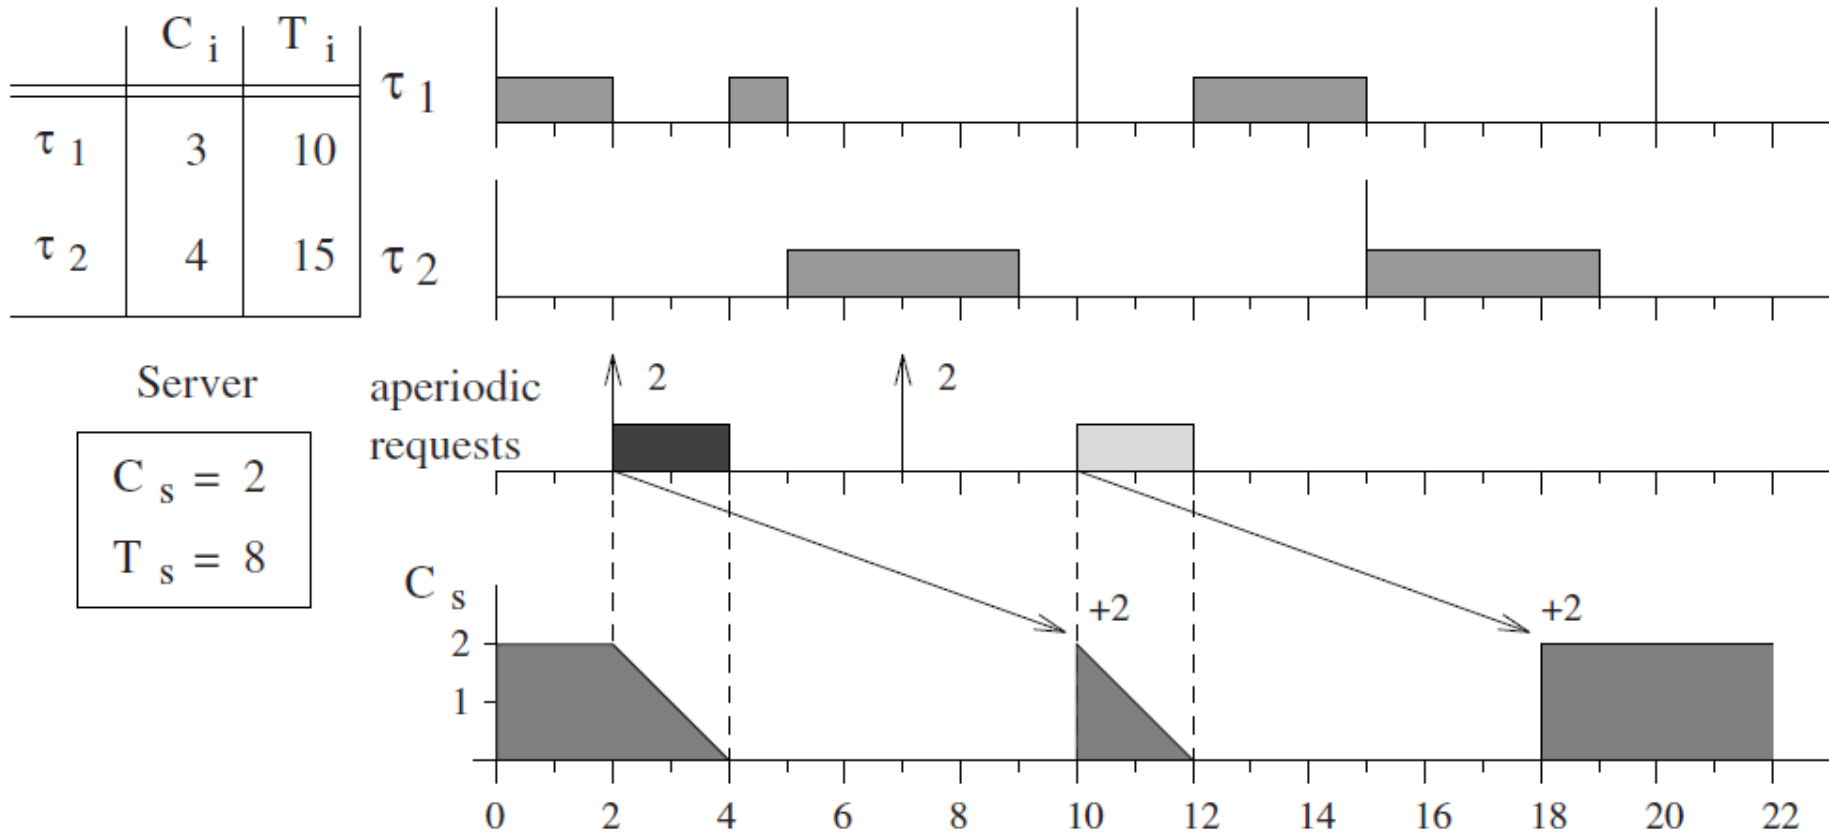 C i T i
τ 1 3 10
τ 2 4 15
Server
C s = 2
T s = 8
τ 1
τ 2
aperiodic
requests
2 2
C s
+2 +2
2
1
0 2 4 6 8 10 12 14 16 18 20 22